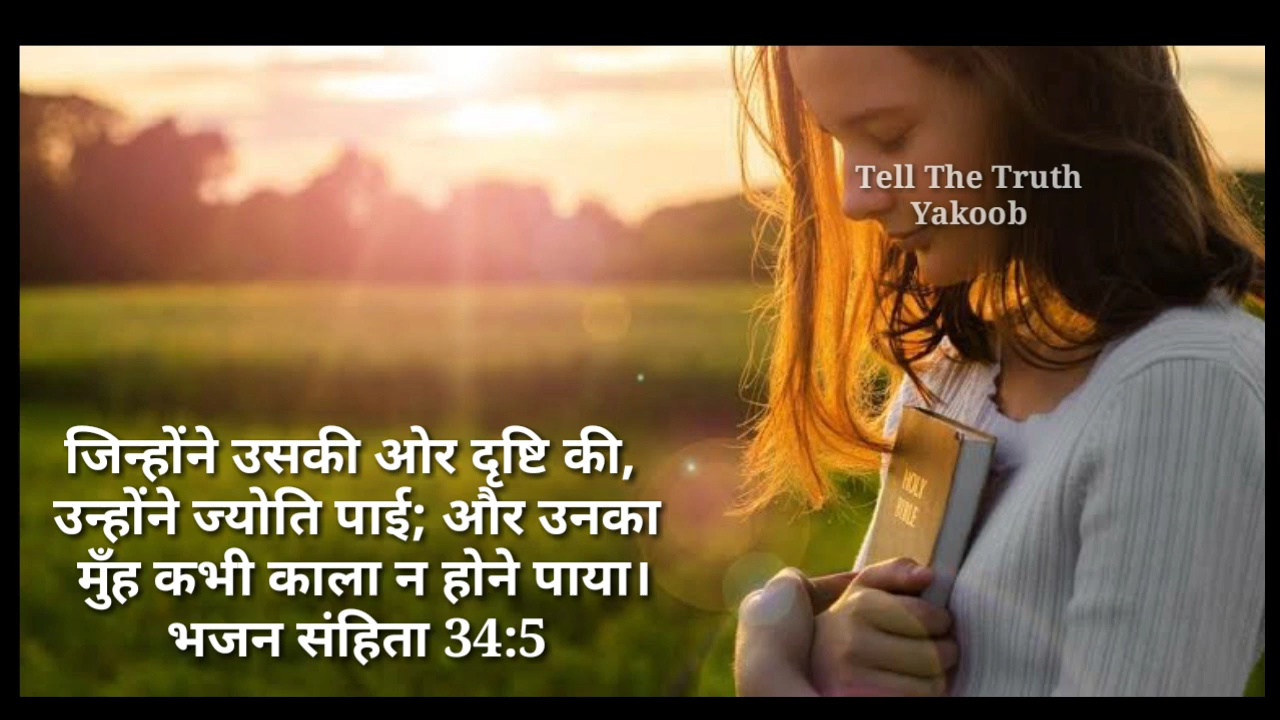 Tell The Truth
Yakoob
HOLY
BIBLE
जिन्होंने उसकी ओर दृष्टि की,
उन्होंने ज्योति पाई; और उनका
मुँह कभी काला न होने पाया।
भजन संहिता 34:5